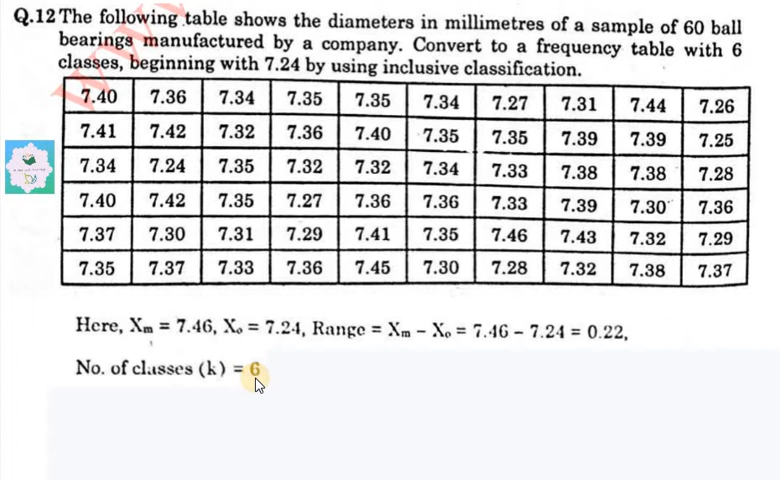 Q.12 The following table shows the diameters in millimetres of a sample of 60 ball
bearings manufactured by a company. Convert to a frequency table with 6
classes, beginning with 7.24 by using inclusive classification.
7.40 7.36 7.34 7.35 7.35 7.34 7.27 7.31 7.44 7.26
7.41 7.42 7.32 7.36 7.40 7.35 7.35 7.39 7.39 7.25
7.34 7.24 7.35 7.32 7.32 7.34 7.33 7.38 7.38 7.28
7.40 7.42 7.35 7.27 7.36 7.36 7.33 7.39 7.30 7.36
7.37 7.30 7.31 7.29 7.41 7.35 7.46 7.43 7.32 7.29
7.35 7.37 7.33 7.36 7.45 7.30 7.28 7.32 7.38 7.37
Here, Xm = 7.46, Xo = 7.24, Range = Xm – Xo = 7.46 – 7.24 = 0.22,
No. of classes (k) = 6